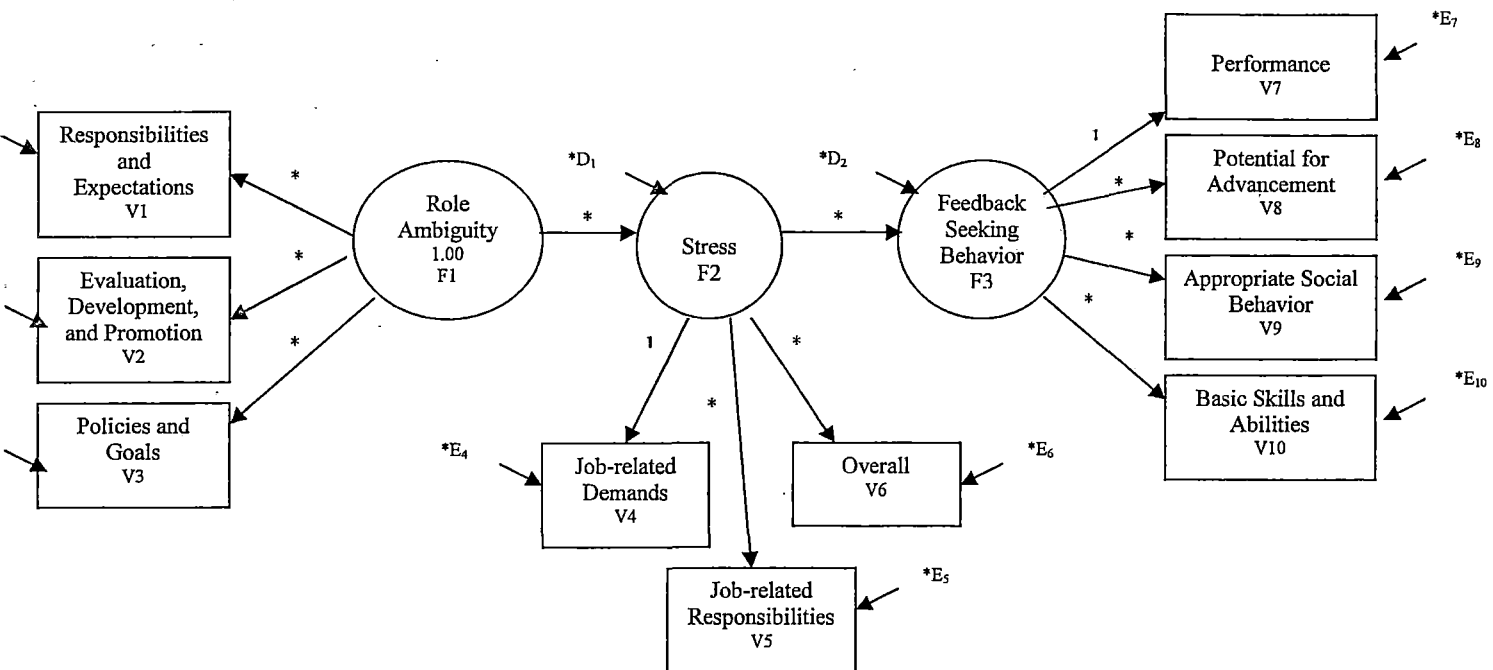 *E₇
Performance
V7
Responsibilities
and
Expectations
V1
*
*D₁
*D₂
1
*E₈
Potential for
Advancement
V8
*
Role
Ambiguity
1.00
F1
*
Stress
F2
*
Feedback
Seeking
Behavior
F3
*
*E₉
Appropriate Social
Behavior
V9
*
Evaluation,
Development,
and Promotion
V2
*
*
Policies and
Goals
V3
1
*
*
*E₁₀
Basic Skills and
Abilities
V10
*E₄
Job-related
Demands
V4
Overall
V6
*E₆
Job-related
Responsibilities
V5
*E₅